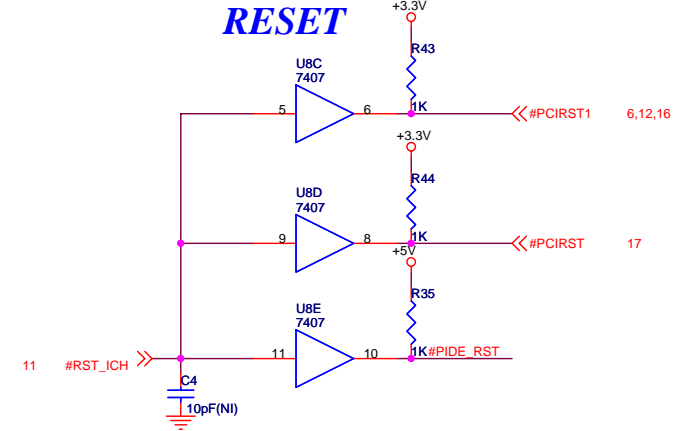 RESET
+3.3V
R43
U8C
7407
5
6
1K
#PCIRST1
6,12,16
+3.3V
R44
U8D
7407
9
8
1K
#PCIRST
17
+5V
R35
U8E
7407
11
10
1K
#PIDE_RST
11
#RST_ICH
C4
10pF(NI)